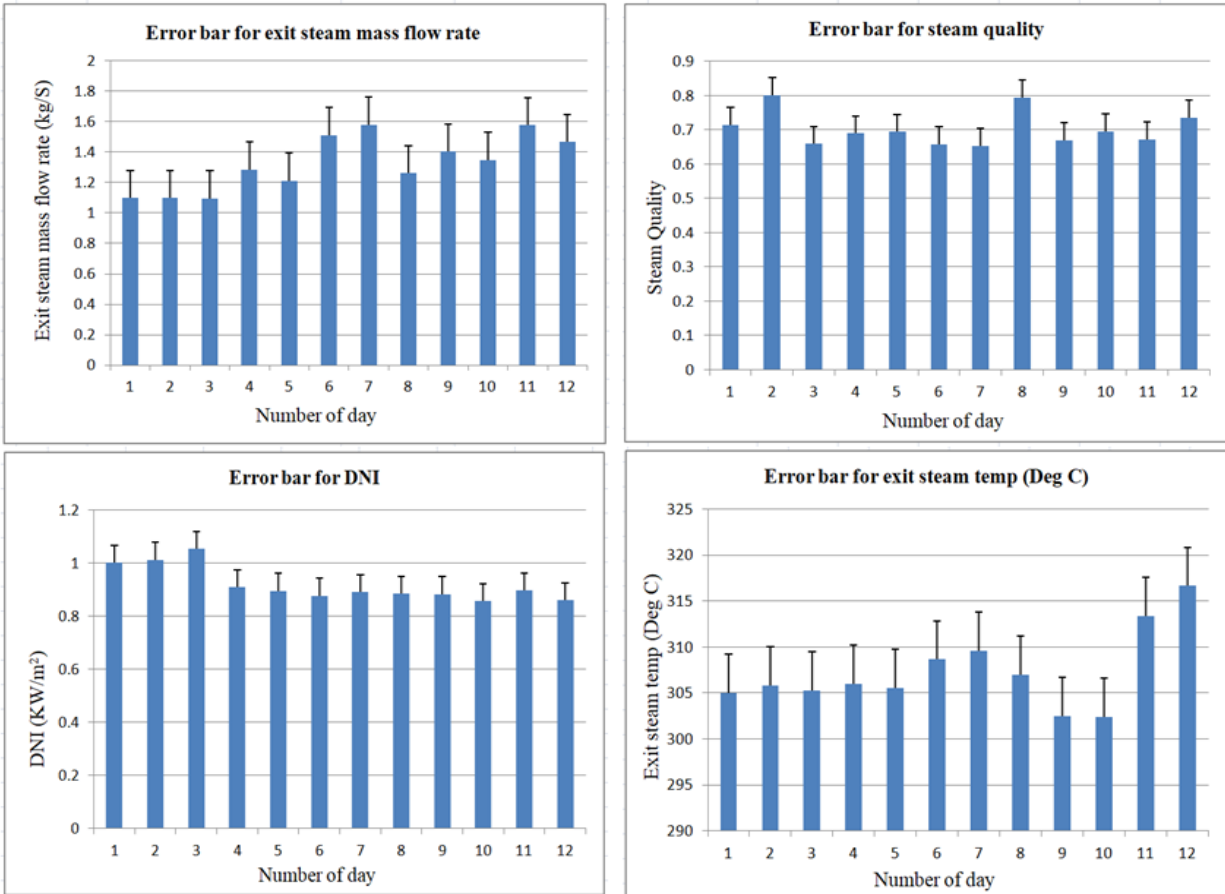 Error bar for exit steam mass flow rate
Exit steam mass flow rate (kg/S)
2
1.8
1.6
1.4
1.2
1
0.8
0.6
0.4
0.2
0
1 2 3 4 5 6 7 8 9 10 11 12
Number of day
Error bar for steam quality
Steam Quality
0.9
0.8
0.7
0.6
0.5
0.4
0.3
0.2
0.1
0
1 2 3 4 5 6 7 8 9 10 11 12
Number of day
Error bar for DNI
DNI (KW/m²)
1.2
1
0.8
0.6
0.4
0.2
0
1 2 3 4 5 6 7 8 9 10 11 12
Number of day
Error bar for exit steam temp (Deg C)
Exit steam temp (Deg C)
325
320
315
310
305
300
295
290
1 2 3 4 5 6 7 8 9 10 11 12
Number of day